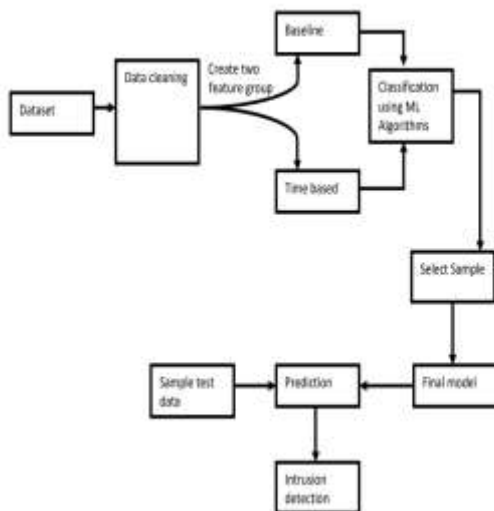 Baseline
Data cleaning
Create two
feature group
Classification
using ML
Algorithms
Dataset
Time based
Select Sample
Sample test
data
Prediction
Final model
Intrusion
detection